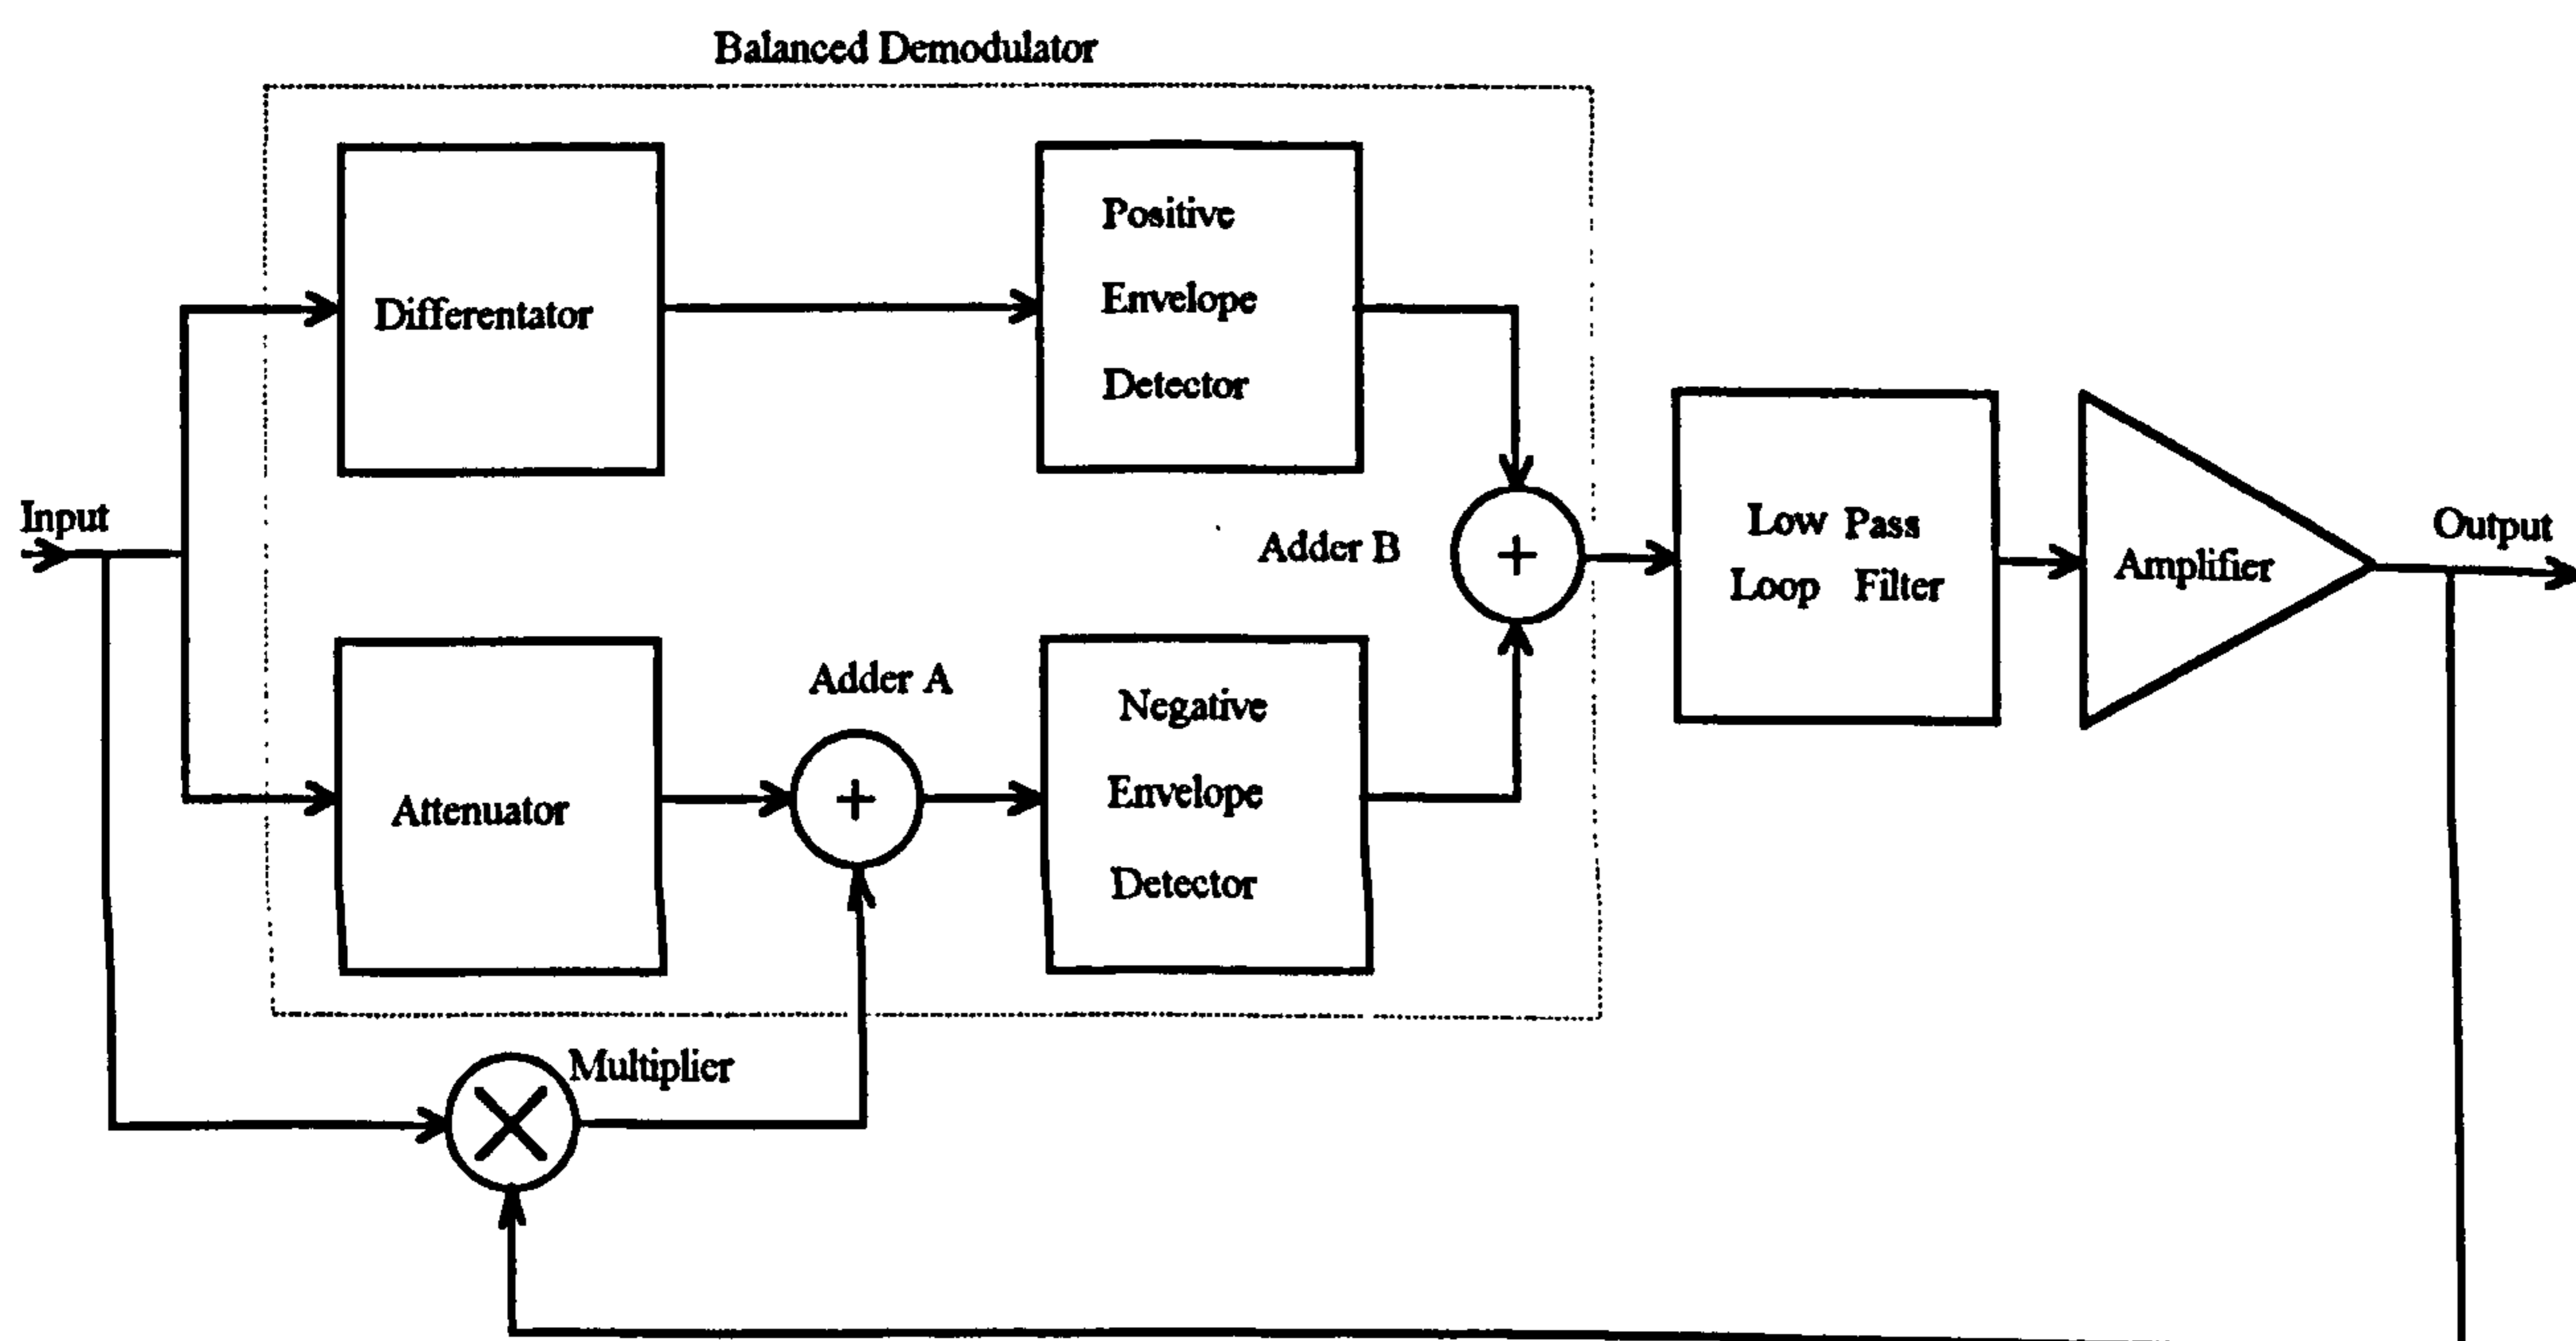 Balanced Demodulator
Differentator
Positive
Envelope
Detector
Input
Adder B
+
Low Pass
Loop Filter
Amplifier
Output
Attenuator
Adder A
+
Negative
Envelope
Detector
Multiplier